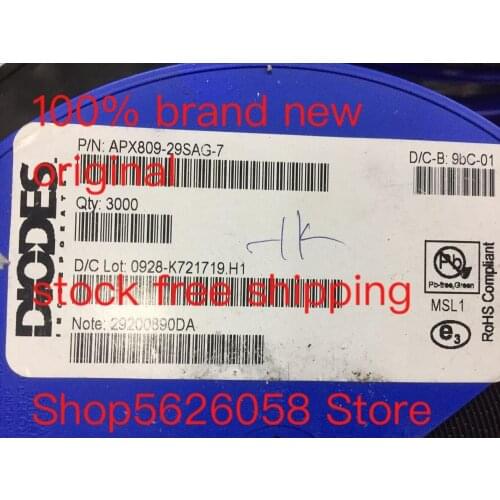 100% brand new
P/N: APX809-29SAG-7
D/C-B: 9bC-01
original
Qty: 3000
DIODES
INCORPORATED
D/C Lot: 0928-K721719.H1
stock free shipping
Note: 29200890DA
Pb-free,Green
MSL1
e3
RoHS Compliant
Shop5626058 Store